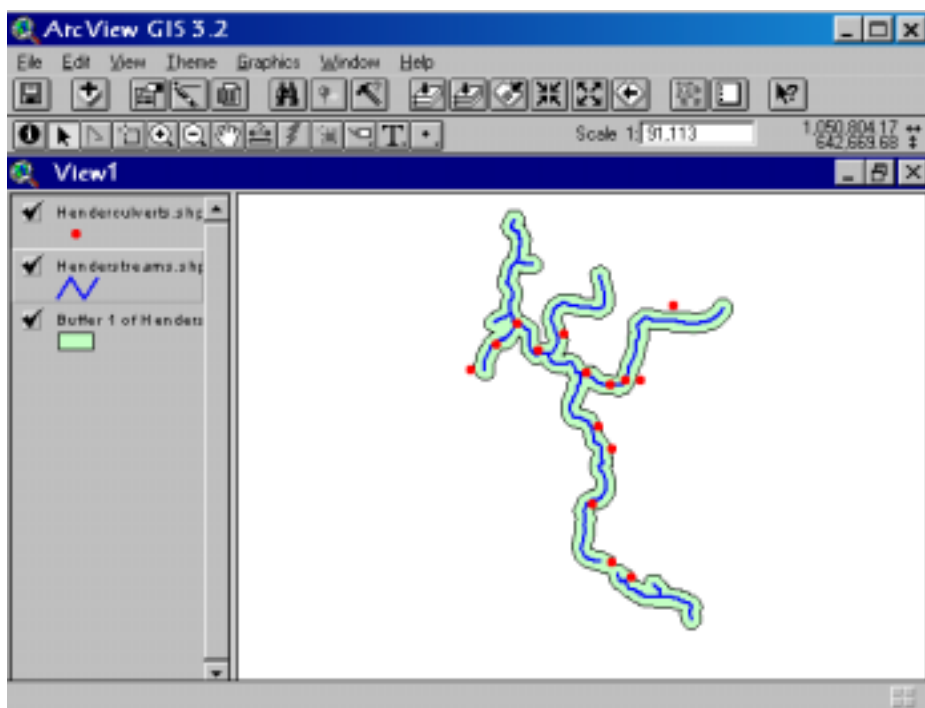 ArcView GIS 3.2
File Edit View Theme Graphics Window Help
Scale 1: 91,113
1,050,804.17
642,669.68
View1
Henderculverts.shp
Henderstreams.shp
Buffer 1 of Henders